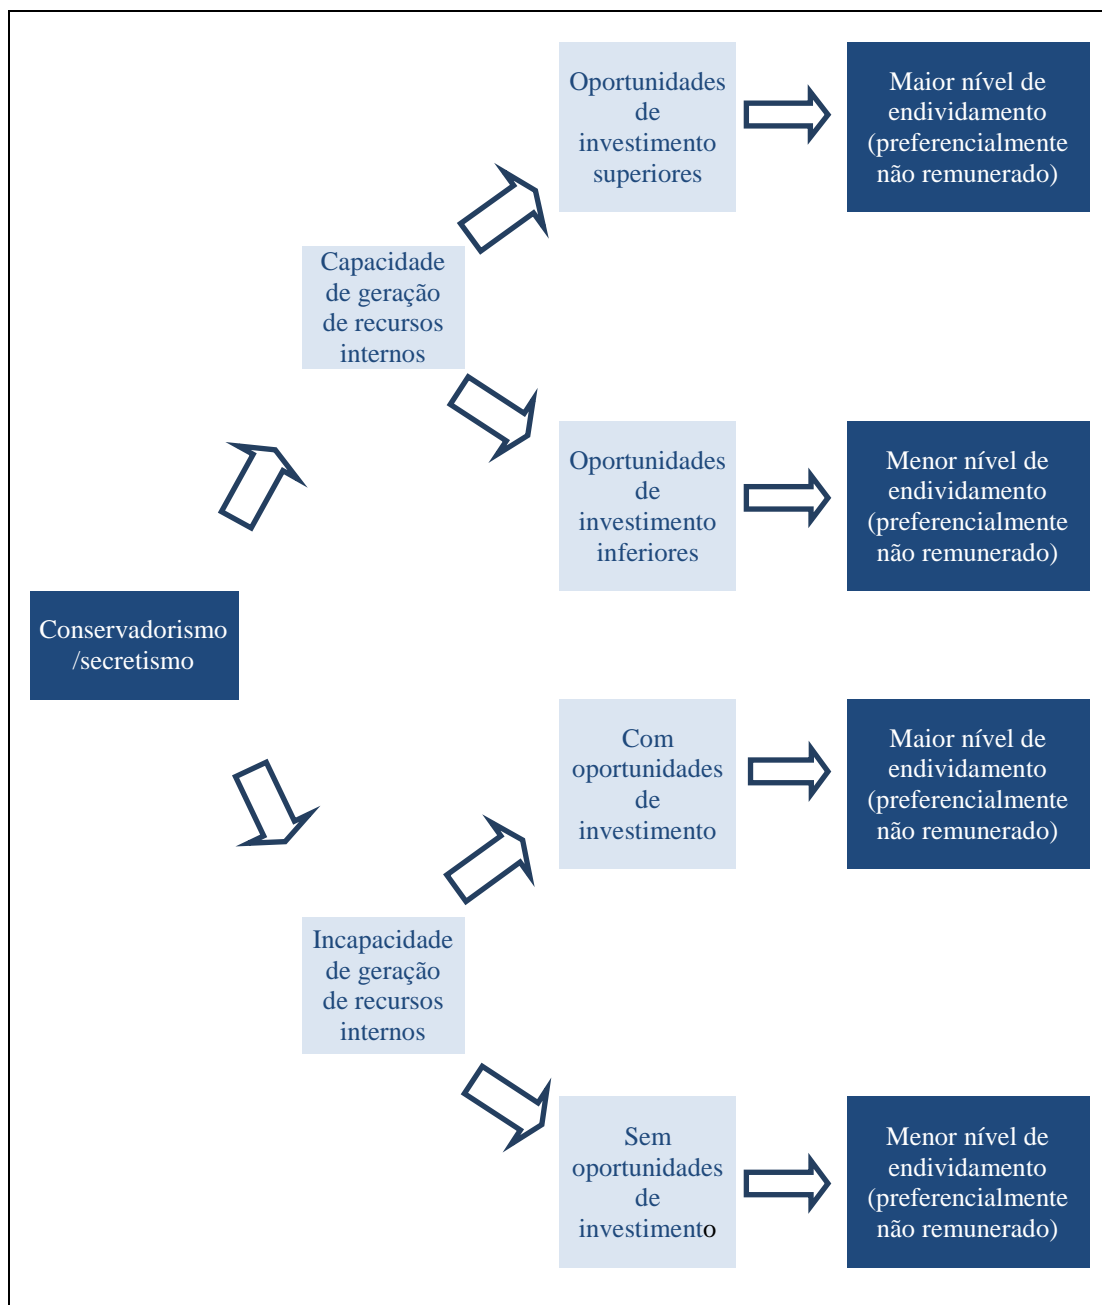 Oportunidades
de
investimento
superiores
Maior nível de
endividamento
(preferencialmente
não remunerado)
Capacidade
de geração
de recursos
internos
Oportunidades
de
investimento
inferiores
Menor nível de
endividamento
(preferencialmente
não remunerado)
Conservadorismo
/secretismo
Com
oportunidades
de
investimento
Maior nível de
endividamento
(preferencialmente
não remunerado)
Incapacidade
de geração
de recursos
internos
Sem
oportunidades
de
investimento
Menor nível de
endividamento
(preferencialmente
não remunerado)